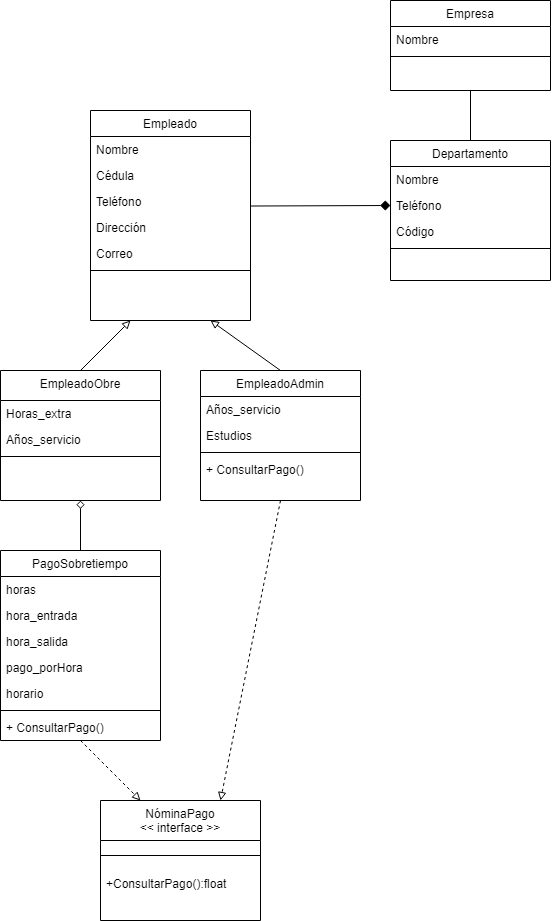 Empresa
Nombre
Empleado
Nombre
Cédula
Teléfono
Dirección
Correo
Departamento
Nombre
Teléfono
Código
EmpleadoObre
Horas_extra
Años_servicio
EmpleadoAdmin
Años_servicio
Estudios
+ ConsultarPago()
PagoSobretiempo
horas
hora_entrada
hora_salida
pago_porHora
horario
+ ConsultarPago()
NóminaPago
<< interface >>
+ConsultarPago():float